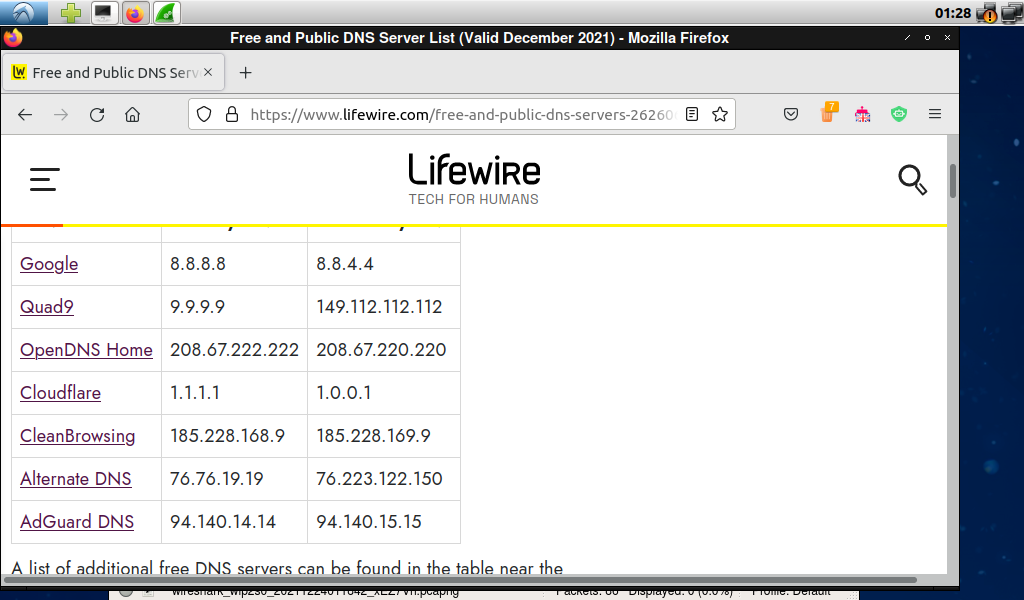 01:28
Free and Public DNS Server List (Valid December 2021) - Mozilla Firefox
Free and Public DNS Serv
https://www.lifewire.com/free-and-public-dns-servers-26260
7
Lifewire
TECH FOR HUMANS
Google 8.8.8.8 8.8.4.4
Quad9 9.9.9.9 149.112.112.112
OpenDNS Home 208.67.222.222 208.67.220.220
Cloudflare 1.1.1.1 1.0.0.1
CleanBrowsing 185.228.168.9 185.228.169.9
Alternate DNS 76.76.19.19 76.223.122.150
AdGuard DNS 94.140.14.14 94.140.15.15
A list of additional free DNS servers can be found in the table near the
Packets: 60 Displayed: 0 (0.0%) Profile: Default